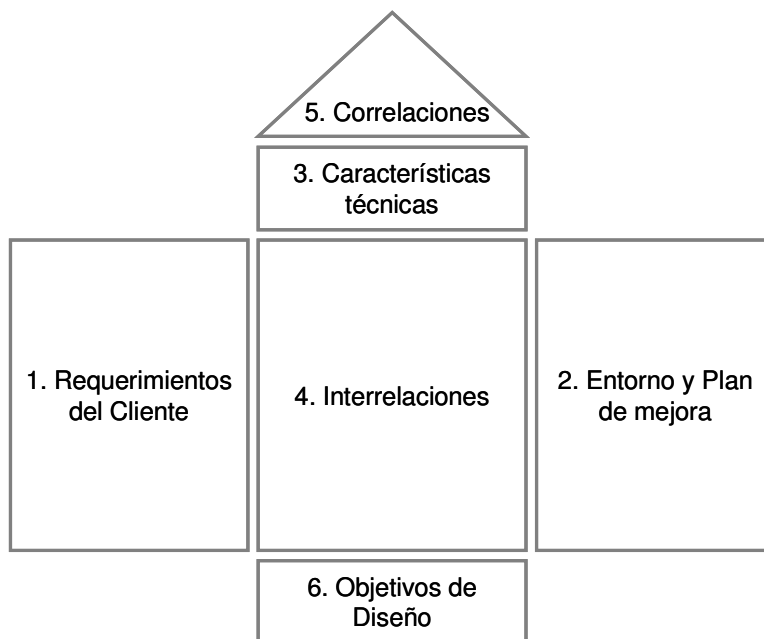 5. Correlaciones
3. Característísticas
técnicas
1. Requerimientos
del Cliente
4. Interrelaciones
2. Entorno y Plan
de mejora
6. Objetivos de
Diseño